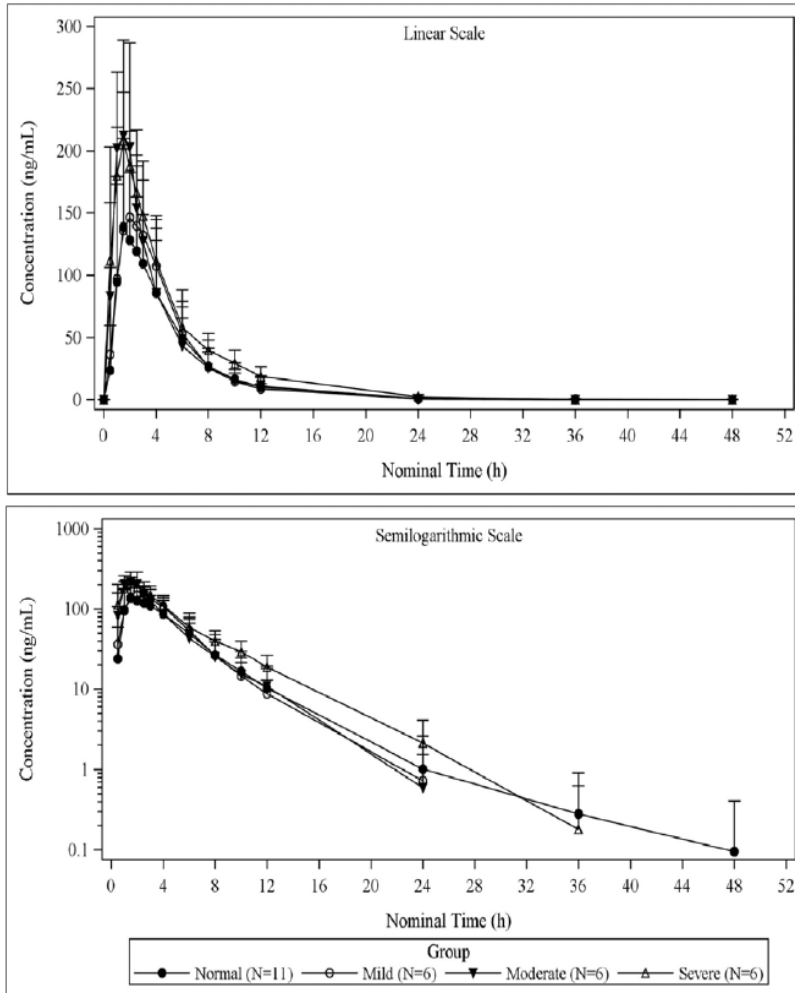 Linear Scale
300
250
200
150
100
50
0
Concentration (ng/mL)
0 4 8 12 16 20 24 28 32 36 40 44 48 52
Nominal Time (h)
Semilogarithmic Scale
1000
100
10
1
0.1
Concentration (ng/mL)
0 4 8 12 16 20 24 28 32 36 40 44 48 52
Nominal Time (h)
Group
Normal (N=11) Mild (N=6) Moderate (N=6) Severe (N=6)